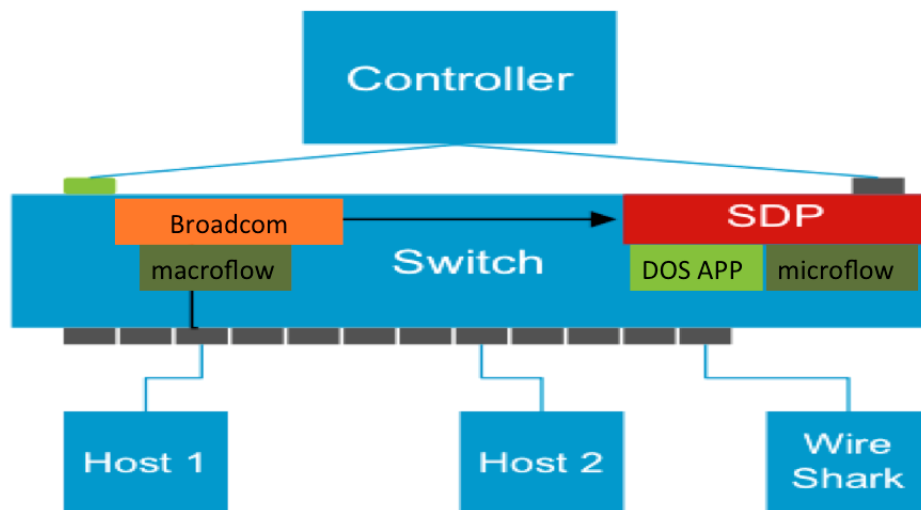 Controller
Broadcom
SDP
macroflow
Switch
DOS APP
microflow
Host 1
Host 2
Wire
Shark